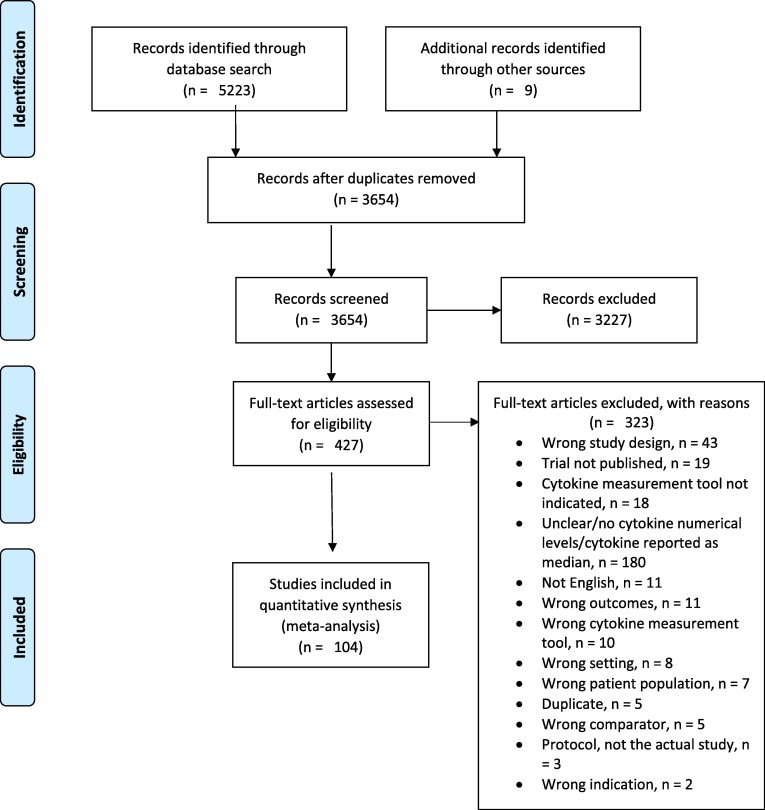 Identification
Records identified through
database search
(n = 5223)
Additional records identified
through other sources
(n = 9)
Records after duplicates removed
(n = 3654)
Screening
Records screened
(n = 3654)
Records excluded
(n = 3227)
Eligibility
Full-text articles assessed
for eligibility
(n = 427)
Full-text articles excluded, with reasons
(n = 323)
• Wrong study design, n = 43
• Trial not published, n = 19
• Cytokine measurement tool not
indicated, n = 18
• Unclear/no cytokine numerical
levels/cytokine reported as
median, n = 180
• Not English, n = 11
• Wrong outcomes, n = 11
• Wrong cytokine measurement
tool, n = 10
• Wrong setting, n = 8
• Wrong patient population, n = 7
• Duplicate, n = 5
• Wrong comparator, n = 5
• Protocol, not the actual study, n
= 3
• Wrong indication, n = 2
Included
Studies included in
quantitative synthesis
(meta-analysis)
(n = 104)